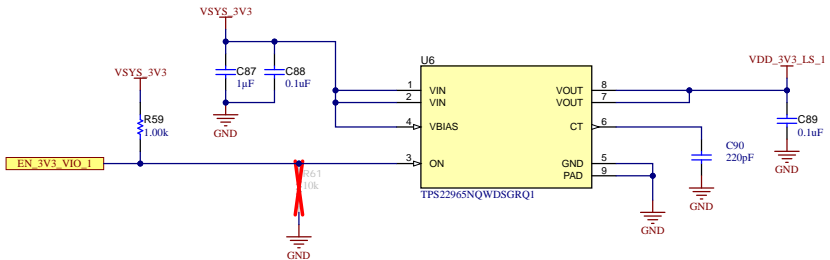 VSYS_3V3
VSYS_3V3
C87
1µF
C88
0.1uF
R59
1.00k
EN_3V3_VIO_1
R61
10k
GND
GND
U6
1
VIN
2
VIN
4
VBIAS
3
ON
VOUT
8
VOUT
7
CT
6
GND
5
PAD
9
TPS22965NQWDSGRQ1
C90
220pF
GND
GND
VDD_3V3_LS_1
C89
0.1uF
GND